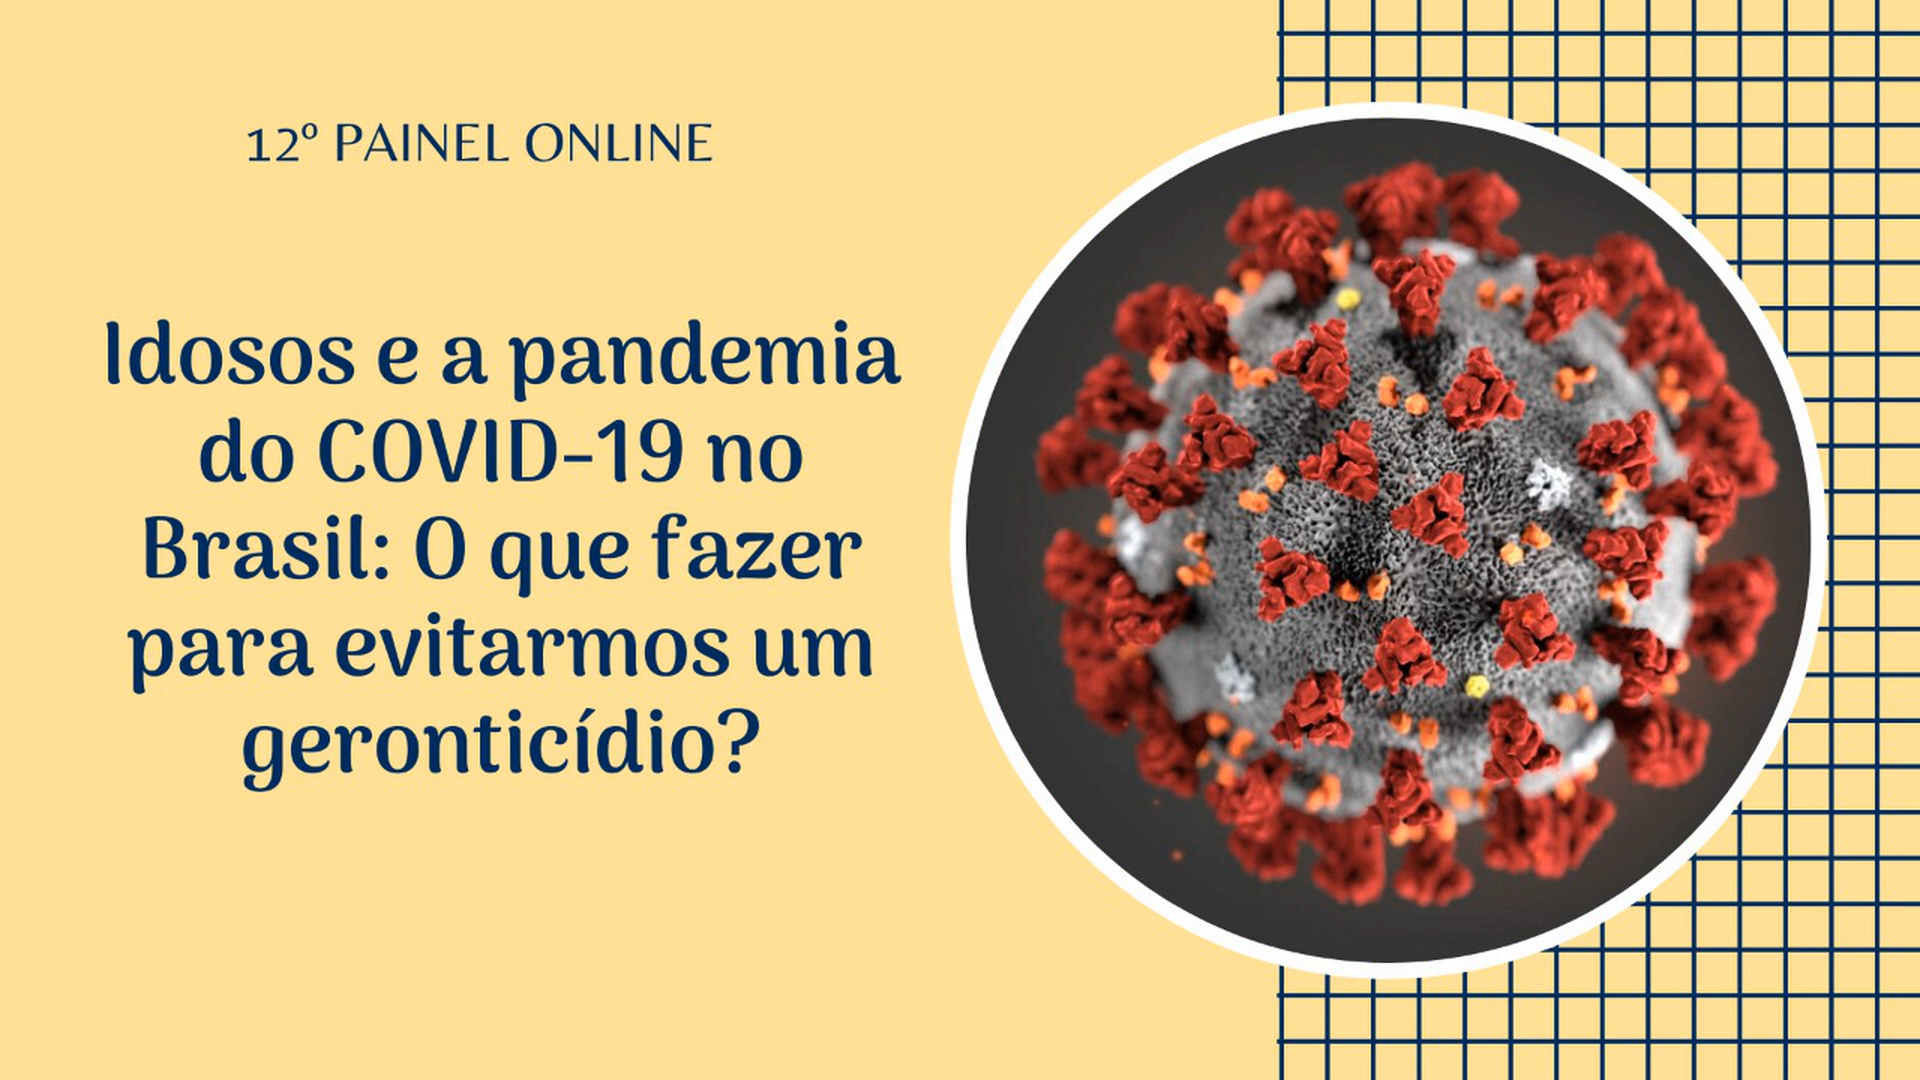 12º PAINEL ONLINE
Idosos e a pandemia
do COVID-19 no
Brasil: O que fazer
para evitarmos um
geronticídio?